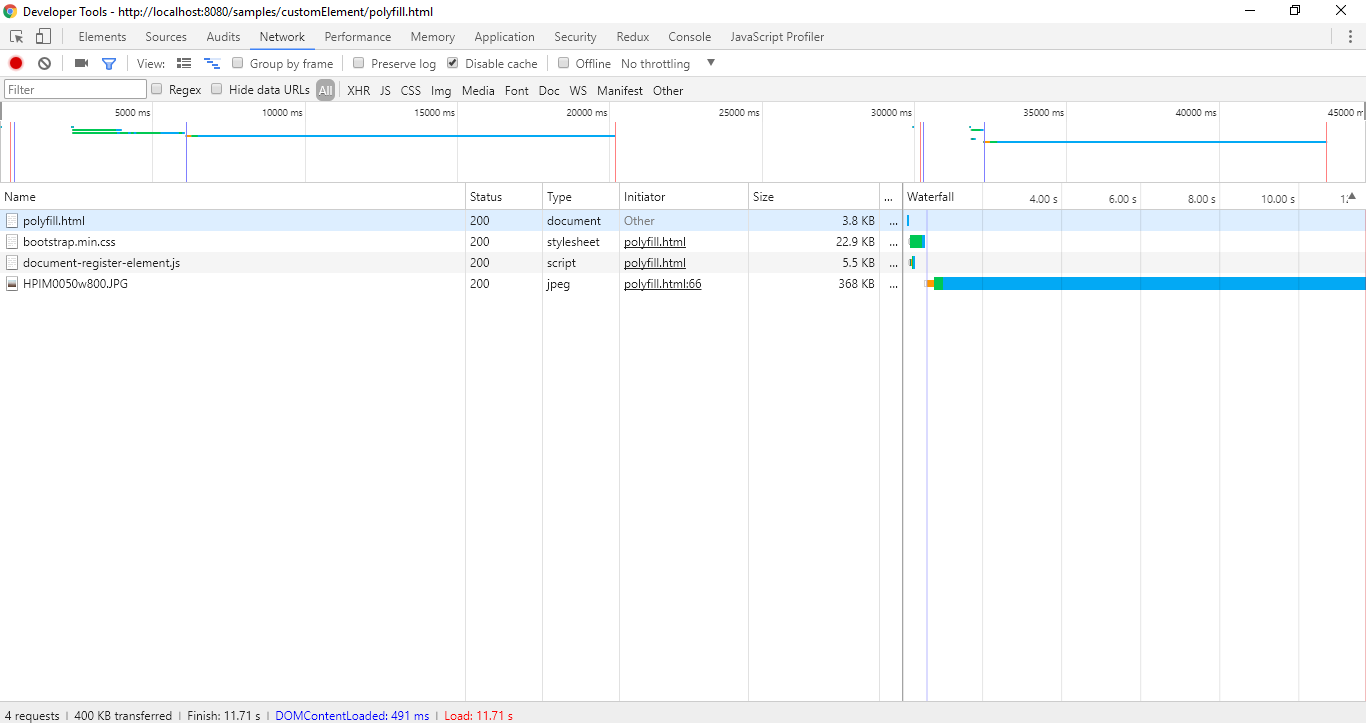 Developer Tools - http://localhost:8080/samples/customElement/polyfill.html
Elements Sources Audits Network Performance Memory Application Security Redux Console JavaScript Profiler
View: Group by frame Preserve log Disable cache Offline No throttling
Filter Regex Hide data URLs All XHR JS CSS Img Media Font Doc WS Manifest Other
5000 ms 10000 ms 15000 ms 20000 ms 25000 ms 30000 ms 35000 ms 40000 ms 45000 m
Name Status Type Initiator Size ... Waterfall 4.00 s 6.00 s 8.00 s 10.00 s
polyfill.html 200 document Other 3.8 KB ...
bootstrap.min.css 200 stylesheet polyfill.html 22.9 KB ...
document-register-element.js 200 script polyfill.html 5.5 KB ...
HPIM0050w800.JPG 200 jpeg polyfill.html:66 368 KB ...
4 requests | 400 KB transferred | Finish: 11.71 s | DOMContentLoaded: 491 ms | Load: 11.71 s